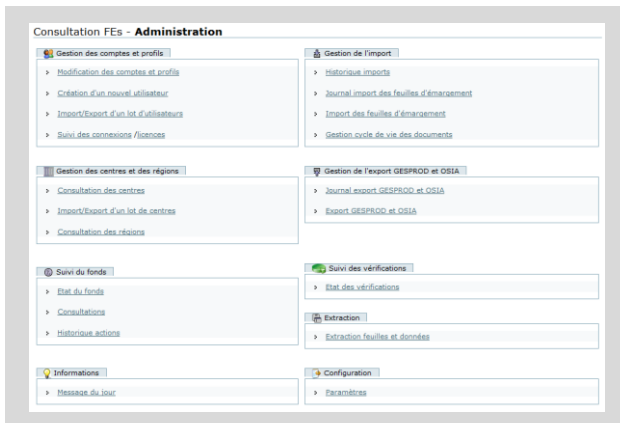 Consultation FEs - Administration
Gestion des comptes et profils
Modification des comptes et profils
Création d'un nouvel utilisateur
Import/Export d'un lot d'utilisateurs
Suivi des connexions /licences
Gestion de l'import
Historique imports
Journal import des feuilles d'émargement
Import des feuilles d'émargement
Gestion cycle de vie des documents
Gestion des centres et des régions
Consultation des centres
Import/Export d'un lot de centres
Consultation des régions
Gestion de l'export GESPROD et OSIA
Journal export GESPROD et OSIA
Export GESPROD et OSIA
Suivi du fonds
Etat du fonds
Consultations
Historique actions
Suivi des vérifications
Etat des vérifications
Extraction
Extraction feuilles et données
Informations
Message du jour
Configuration
Paramètres